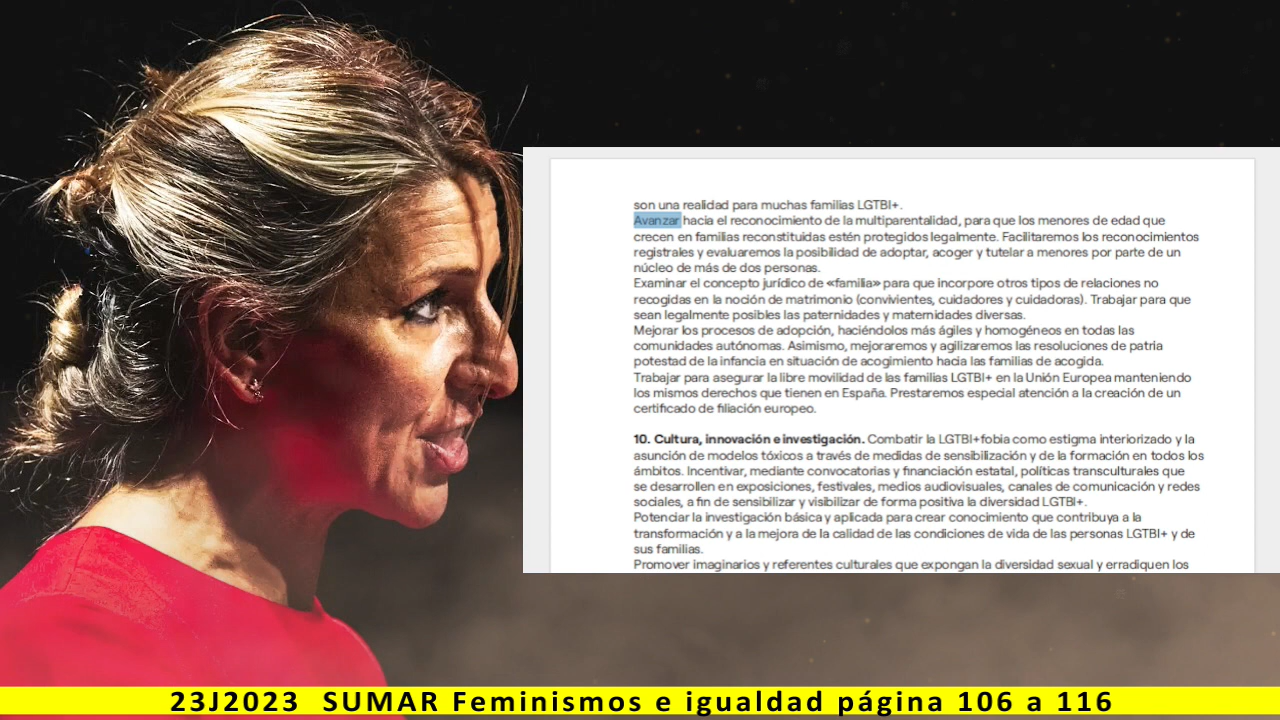 son una realidad para muchas familias LGTBI+.
Avanzar hacia el reconocimiento de la multiparentalidad, para que los menores de edad que
crecen en familias reconstituidas estén protegidos legalmente. Facilitaremos los reconocimientos
registrales y evaluaremos la posibilidad de adoptar, acoger y tutelar a menores por parte de un
núcleo de más de dos personas.
Examinar el concepto jurídico de «familia» para que incorpore otros tipos de relaciones no
recogidas en la noción de matrimonio (convivientes, cuidadores y cuidadoras). Trabajar para que
sean legalmente posibles las paternidades y maternidades diversas.
Mejorar los procesos de adopción, haciéndolos más ágiles y homogéneos en todas las
comunidades autónomas. Asimismo, mejoraremos y agilizaremos las resoluciones de patria
potestad de la infancia en situación de acogimiento hacia las familias de acogida.
Trabajar para asegurar la libre movilidad de las familias LGTBI+ en la Unión Europea manteniendo
los mismos derechos que tienen en España. Prestaremos especial atención a la creación de un
certificado de filiación europeo.
10. Cultura, innovación e investigación. Combatir la LGTBI+fobia como estigma interiorizado y la
asunción de modelos tóxicos a través de medidas de sensibilización y de la formación en todos los
ámbitos. Incentivar, mediante convocatorias y financiación estatal, políticas transculturales que
se desarrollen en exposiciones, festivales, medios audiovisuales, canales de comunicación y redes
sociales, a fin de sensibilizar y visibilizar de forma positiva la diversidad LGTBI+.
Potenciar la investigación básica y aplicada para crear conocimiento que contribuya a la
transformación y a la mejora de la calidad de las condiciones de vida de las personas LGTBI+ y de
sus familias.
Promover imaginarios y referentes culturales que expongan la diversidad sexual y erradiquen los
23J2023 SUMAR Feminismos e igualdad página 106 a 116